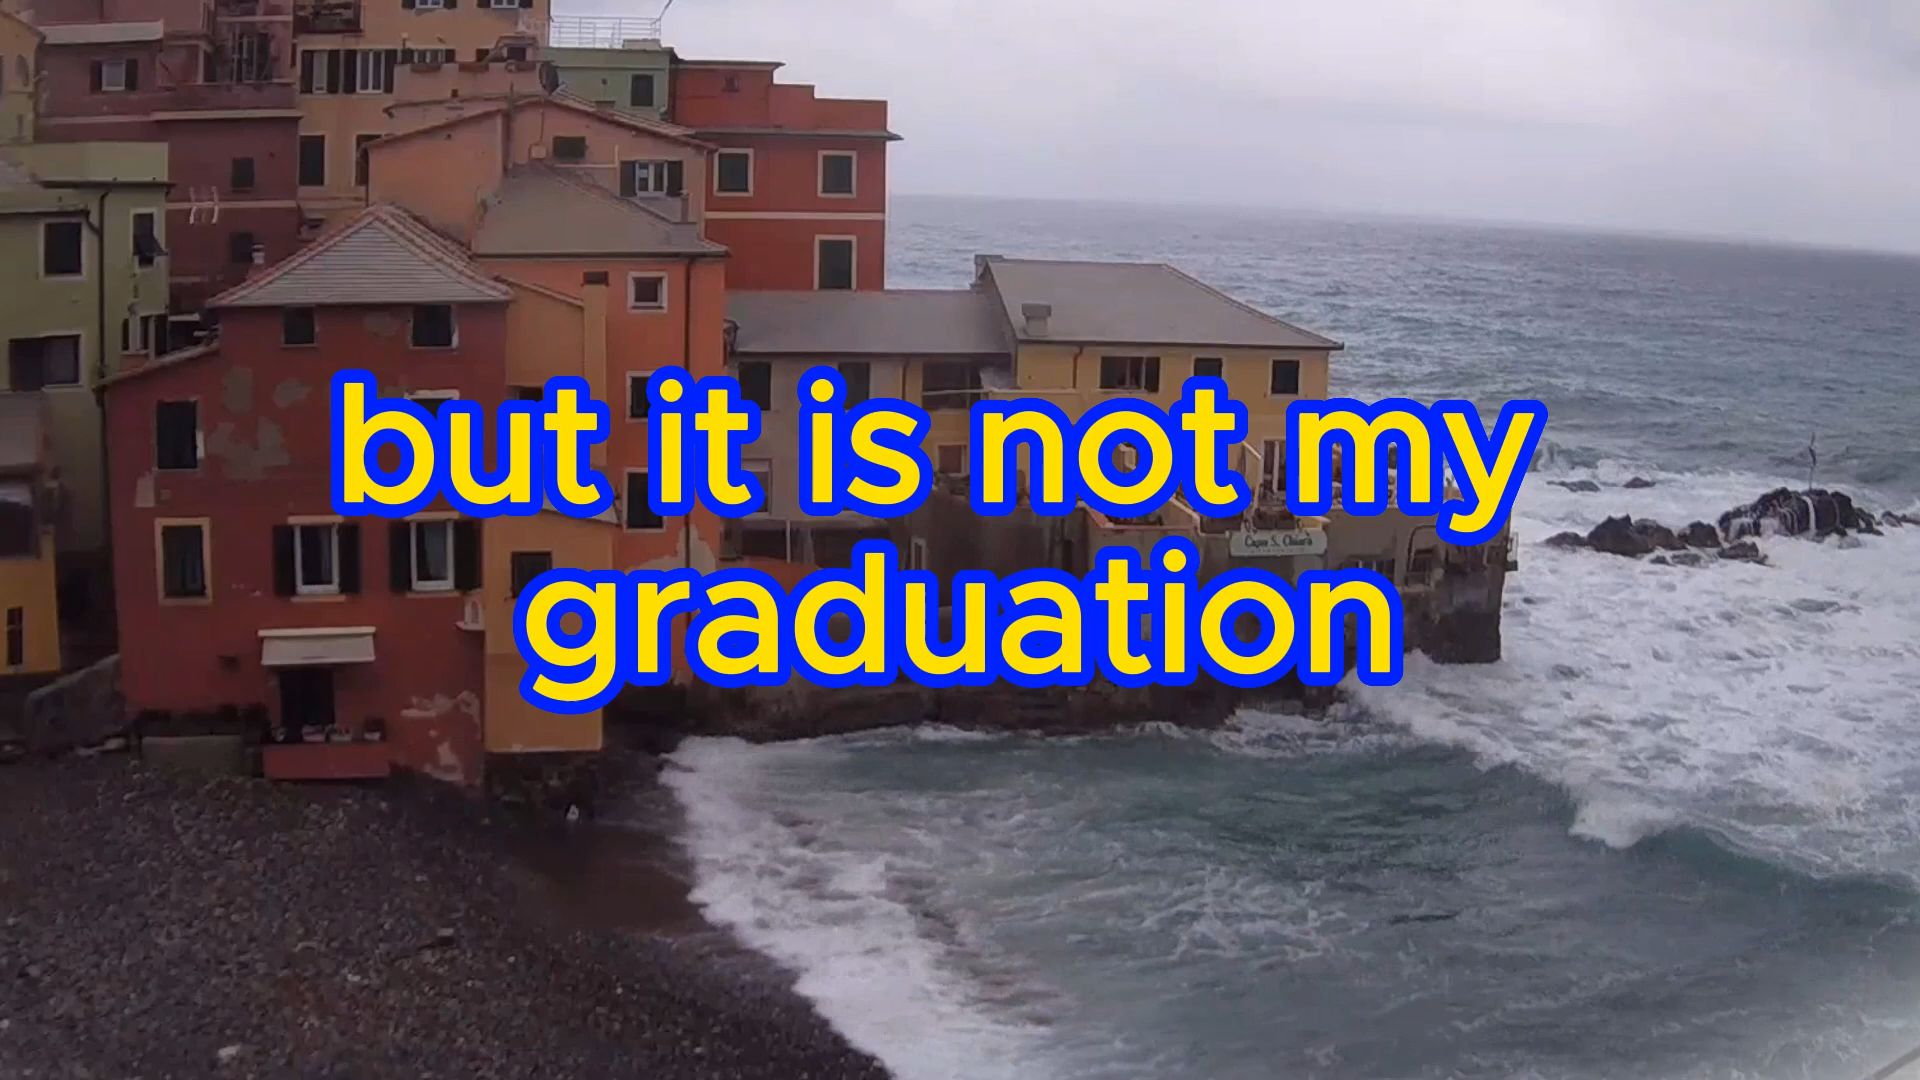 but it is not my
graduation
Capo S. Chiara